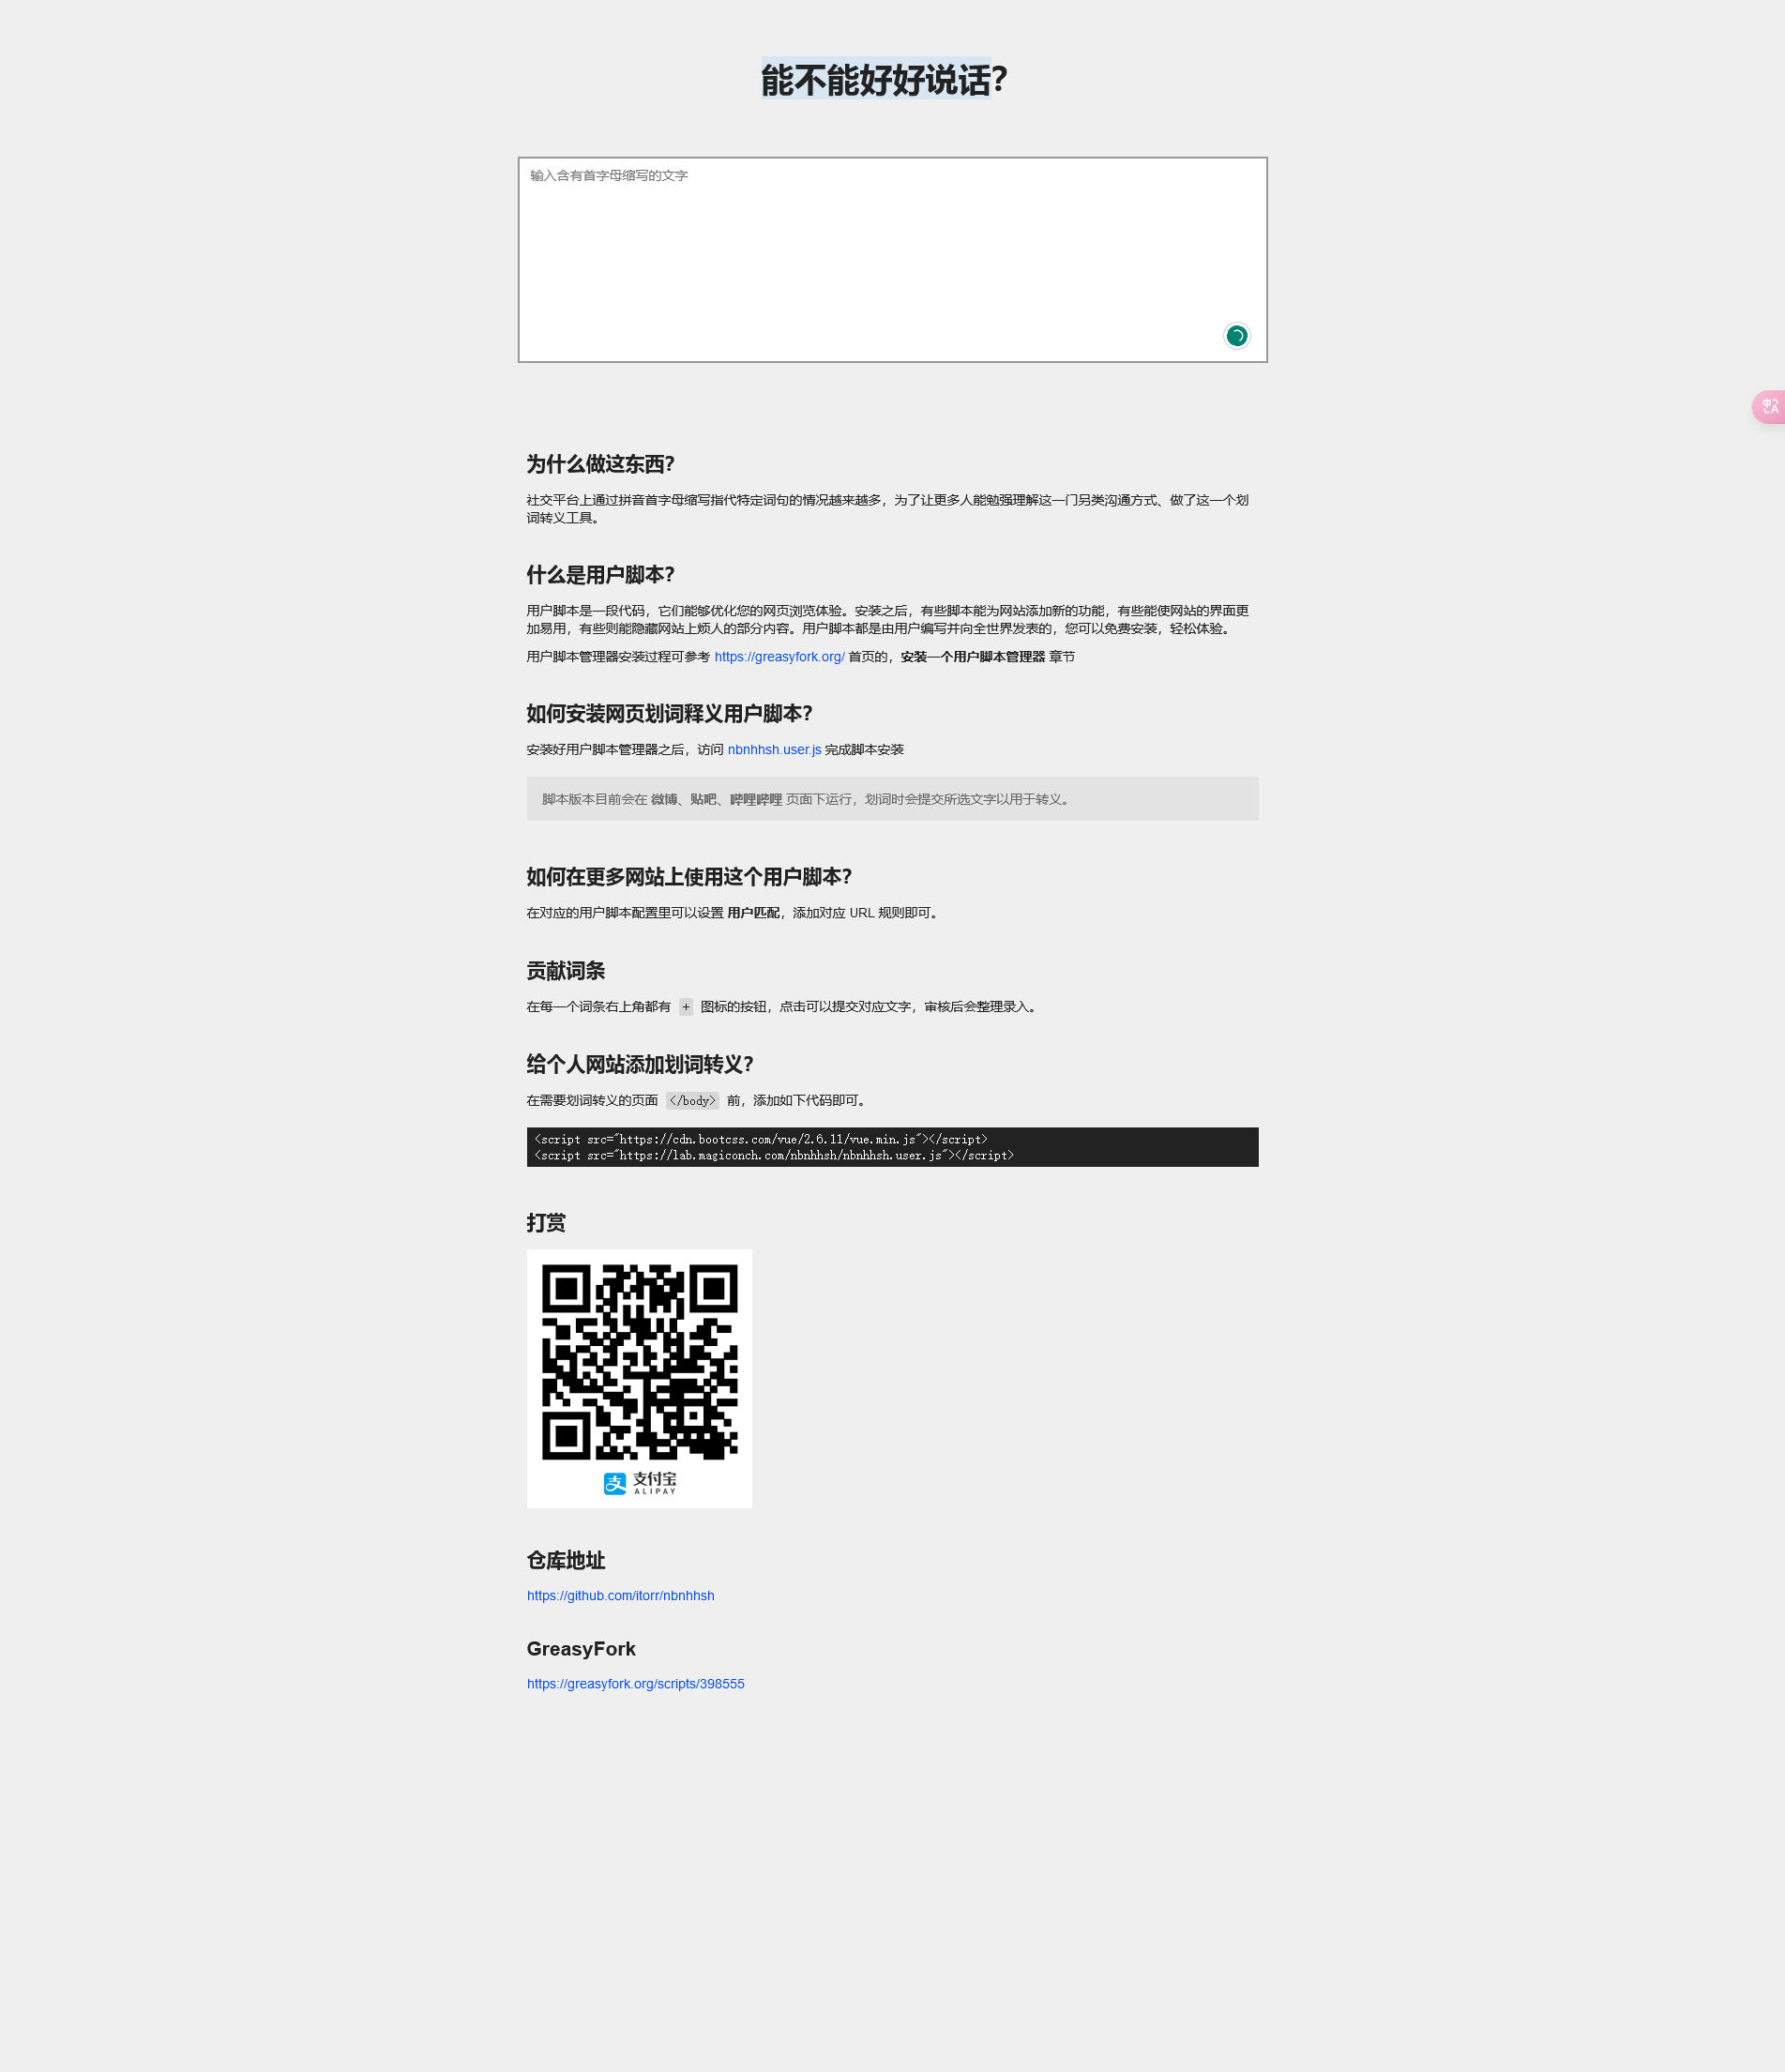 能不能好好说话?
输入含有首字母缩写的文字
为什么做这东西?
社交平台上通过拼音首字母缩写指代特定词句的情况越来越多，为了让更多人能勉强理解这一门另类沟通方式、做了这一个划
词转义工具。
什么是用户脚本?
用户脚本是一段代码，它们能够优化您的网页浏览体验。安装之后，有些脚本能为网站添加新的功能，有些能使网站的界面更
加易用，有些则能隐藏网站上烦人的部分内容。用户脚本都是由用户编写并向全世界发表的，您可以免费安装，轻松体验。
用户脚本管理器安装过程可参考 https://greasyfork.org/ 首页的，安装一个用户脚本管理器 章节
如何安装网页划词释义用户脚本?
安装好用户脚本管理器之后，访问 nbnhhsh.user.js 完成脚本安装
脚本版本目前会在 微博、贴吧、哔哩哔哩 页面下运行，划词时会提交所选文字以用于转义。
如何在更多网站上使用这个用户脚本?
在对应的用户脚本配置里可以设置 用户匹配，添加对应 URL 规则即可。
贡献词条
在每一个词条右上角都有 + 图标的按钮，点击可以提交对应文字，审核后会整理录入。
给个人网站添加划词转义?
在需要划词转义的页面 </body> 前，添加如下代码即可。
<script src="https://cdn.bootcss.com/vue/2.6.11/vue.min.js"></script>
<script src="https://lab.magiconch.com/nbnhhsh/nbnhhsh.user.js"></script>
打赏
支 支付宝
ALIPAY
仓库地址
https://github.com/itorr/nbnhhsh
GreasyFork
https://greasyfork.org/scripts/398555